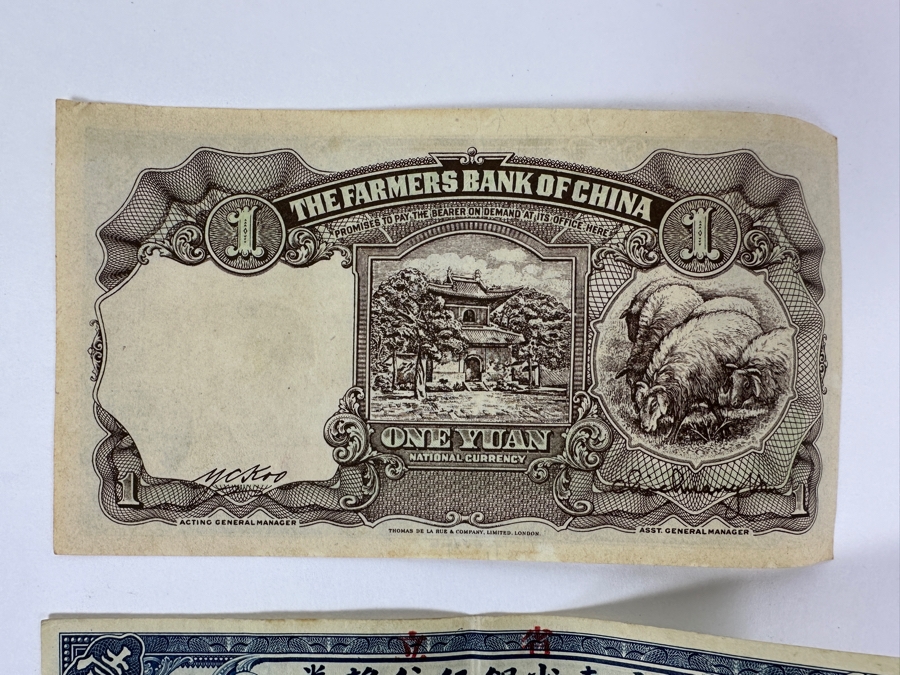 THE FARMERS BANK OF CHINA
PROMISES TO PAY THE BEARER ON DEMAND AT ITS OFFICE HERE
1 1
ONE YUAN
NATIONAL CURRENCY
Y C Koo
1 1
ACTING GENERAL MANAGER
ASST. GENERAL MANAGER
THOMAS DE LA RUE & COMPANY, LIMITED, LONDON.